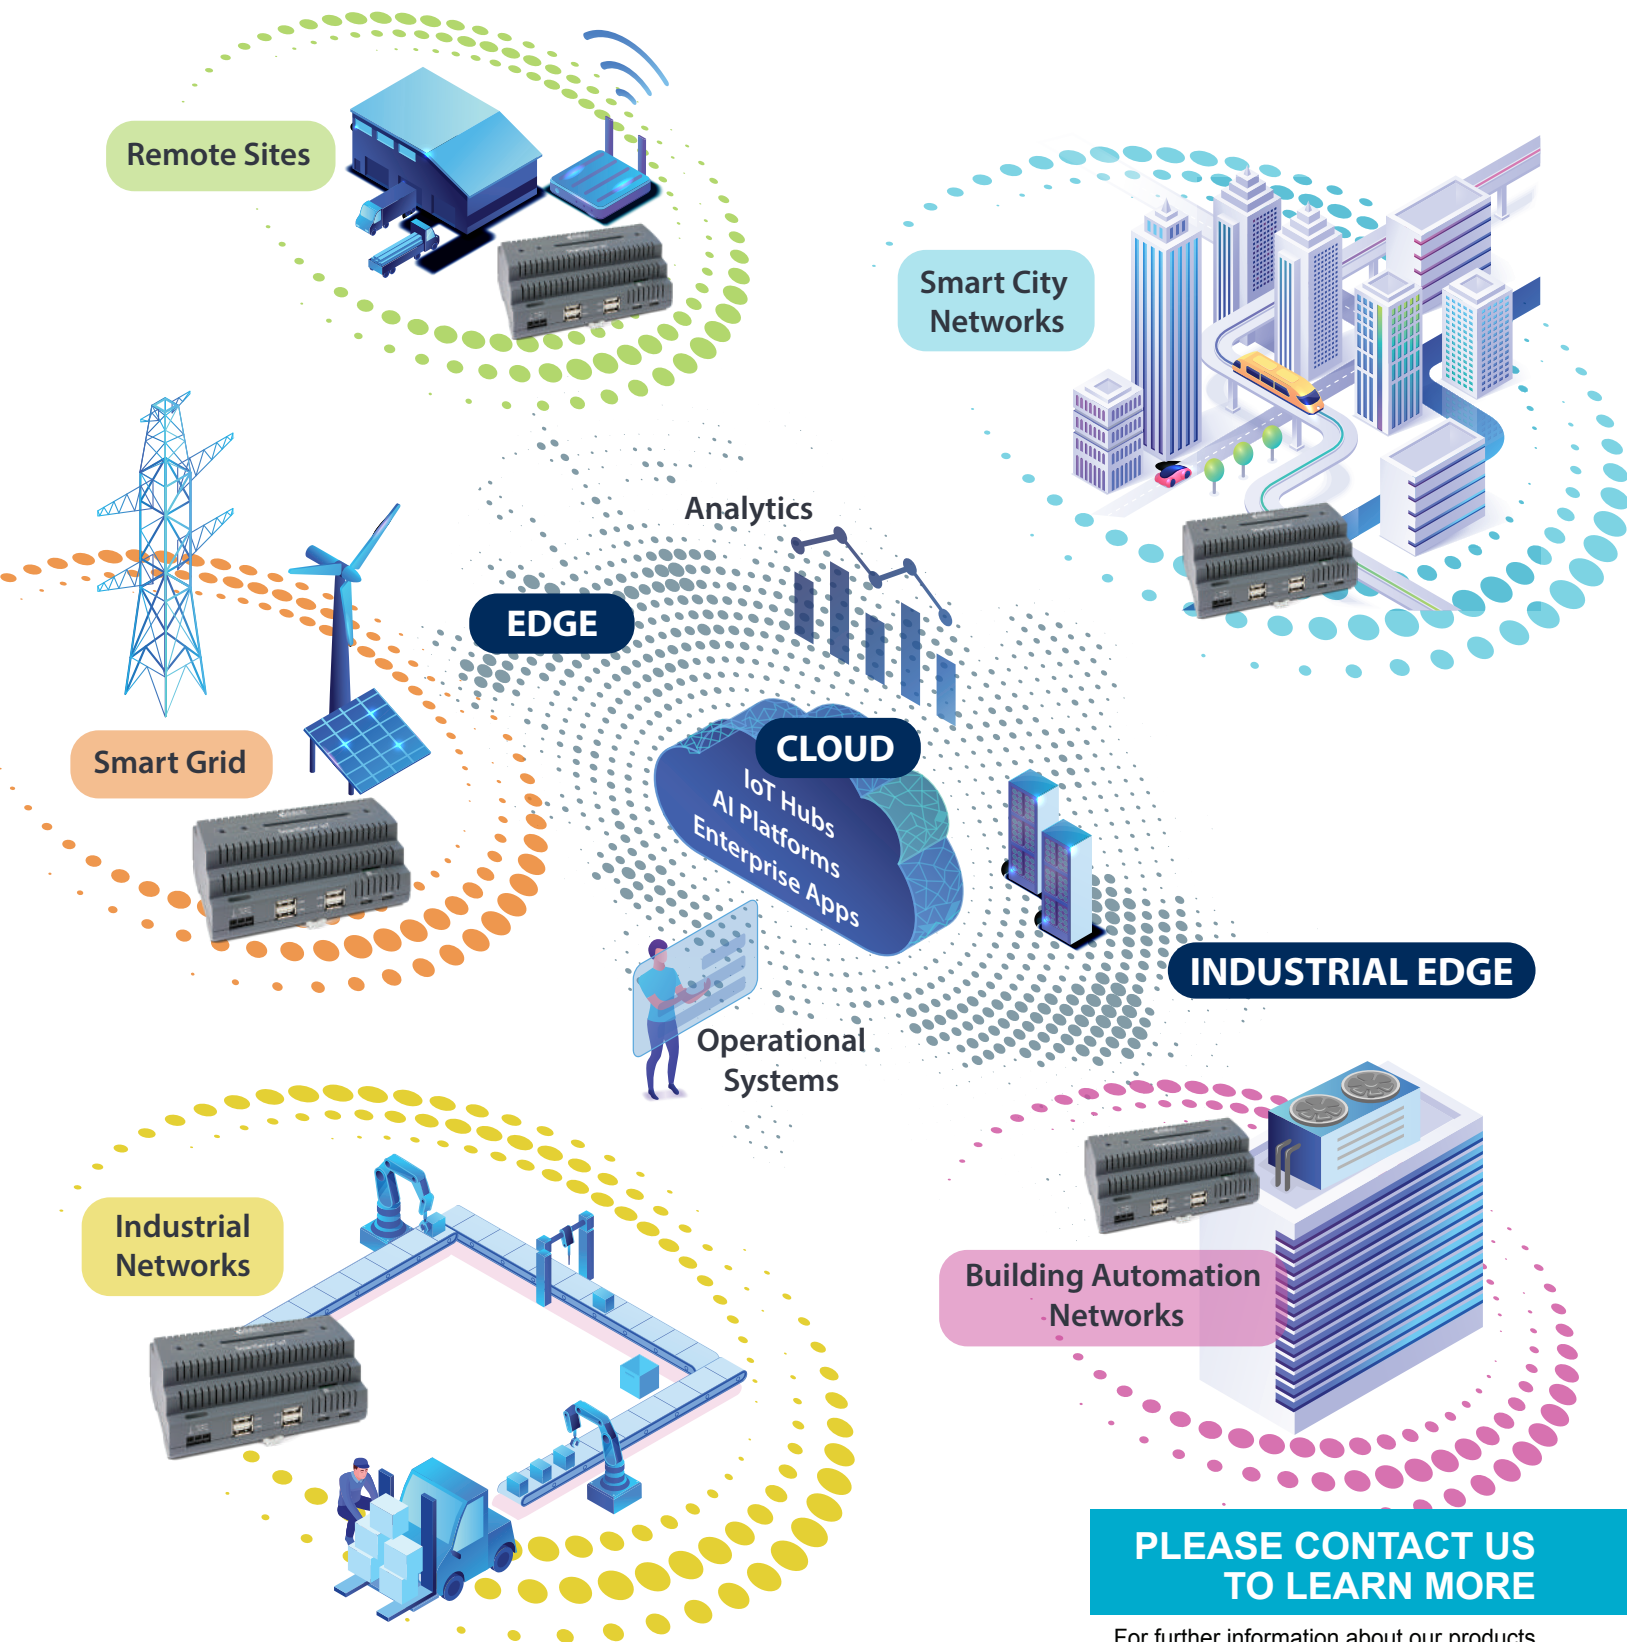 Remote Sites
Smart City
Networks
Analytics
EDGE
CLOUD
Smart Grid
IoT Hubs
AI Platforms
Enterprise Apps
INDUSTRIAL EDGE
Operational
Systems
Industrial
Networks
Building Automation
Networks
PLEASE CONTACT US
TO LEARN MORE
For further information about our products